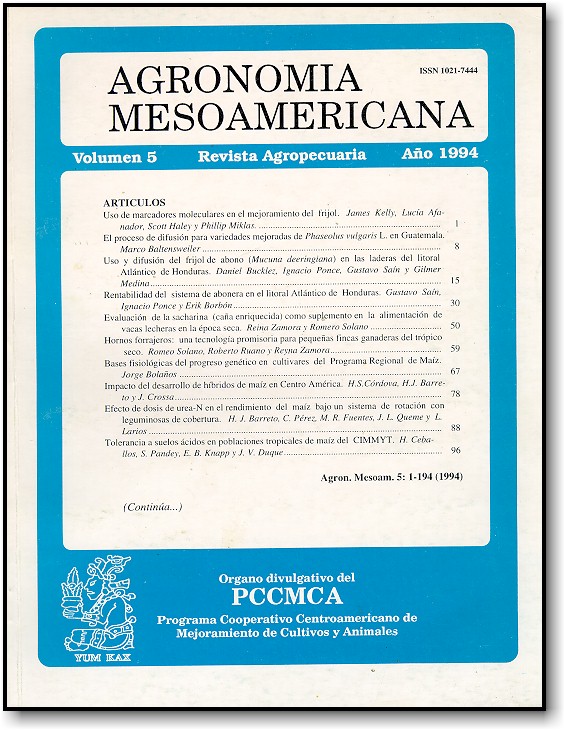 AGRONOMIA
ISSN 1021-7444
MESOAMERICANA
Volumen 5 Revista Agropecuaria Año 1994
ARTICULOS
Uso de marcadores moleculares en el mejoramiento del frijol. James Kelly, Lucía Afa-
nador, Scott Haley y Phillip Miklas. 1
El proceso de difusión para variedades mejoradas de Phaseolus vulgaris L. en Guatemala.
Marco Baltensweiler 8
Uso y difusión del frijol de abono (Mucuna deeringiana) en las laderas del litoral
Atlántico de Honduras. Daniel Bucklez, Ignacio Ponce, Gustavo Saín y Gilmer
Medina 15
Rentabilidad del sistema de abonera en el litoral Atlántico de Honduras. Gustavo Saín,
Ignacio Ponce y Erik Borbón 30
Evaluación de la sacharina (caña enriquecida) como suplemento en la alimentación de
vacas lecheras en la época seca. Reina Zamora y Romero Solano 50
Hornos forrajeros: una tecnología promisoria para pequeñas fincas ganaderas del trópico
seco. Romeo Solano, Roberto Ruano y Reyna Zamora 59
Bases fisiológicas del progreso genético en cultivares del Programa Regional de Maíz.
Jorge Bolaños 67
Impacto del desarrollo de híbridos de maíz en Centro América. H.S.Córdova, H.J. Barre-
to y J. Crossa 78
Efecto de dosis de urea-N en el rendimiento del maíz bajo un sistema de rotación con
leguminosas de cobertura. H. J. Barreto, C. Pérez, M. R. Fuentes, J. L. Queme y L.
Larios 88
Tolerancia a suelos ácidos en poblaciones tropicales de maíz del CIMMYT. H. Ceba-
llos, S. Pandey, E. B. Knapp y J. V. Duque 96
Agron. Mesoam. 5: 1-194 (1994)
(Continúa...)
Organo divulgativo del
PCCMCA
Programa Cooperativo Centroamericano de
Mejoramiento de Cultivos y Animales
YUM KAX